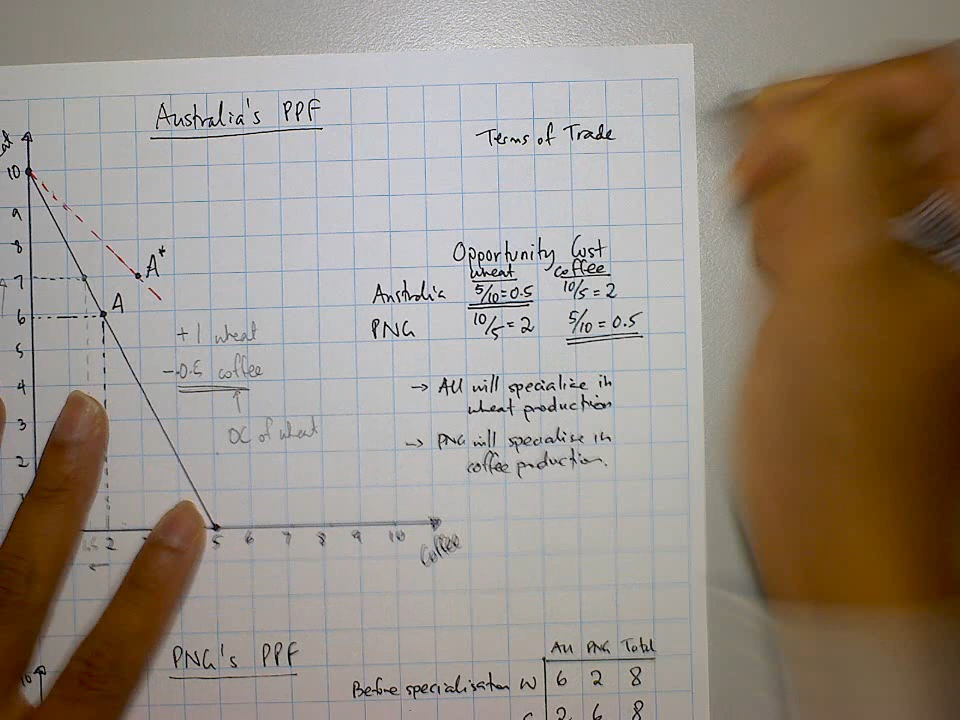 Australia's PPF
Terms of Trade
10
9
8
7
6
5
4
3
2
A*
A
+1 wheat
-0.5 coffee
OC of wheat
1.5 2 5 6 7 8 9 10
Coffee
Opportunity Cost
wheat coffee
Australia 5/10=0.5 10/5=2
PNG 10/5=2 5/10=0.5
→ AU will specialize in
wheat production
→ PNG will specialise in
coffee production.
PNG's PPF
10
AU PNG Total
Before specialisation W 6 2 8
C 2 6 8